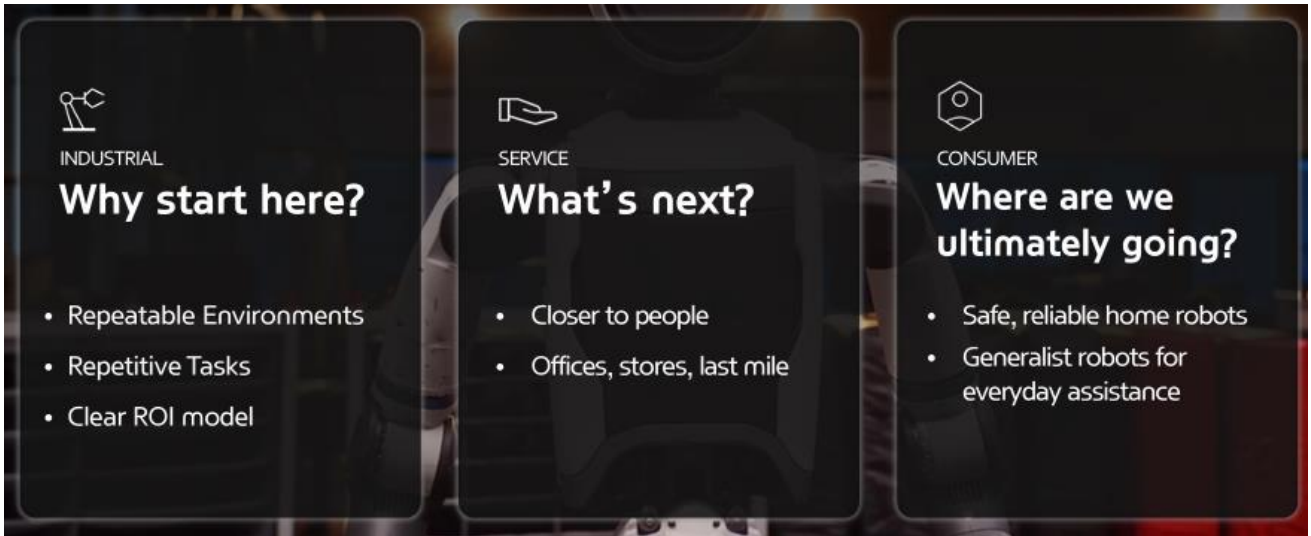 INDUSTRIAL
Why start here?
• Repeatable Environments
• Repetitive Tasks
• Clear ROI model
SERVICE
What's next?
• Closer to people
• Offices, stores, last mile
CONSUMER
Where are we
ultimately going?
• Safe, reliable home robots
• Generalist robots for
everyday assistance